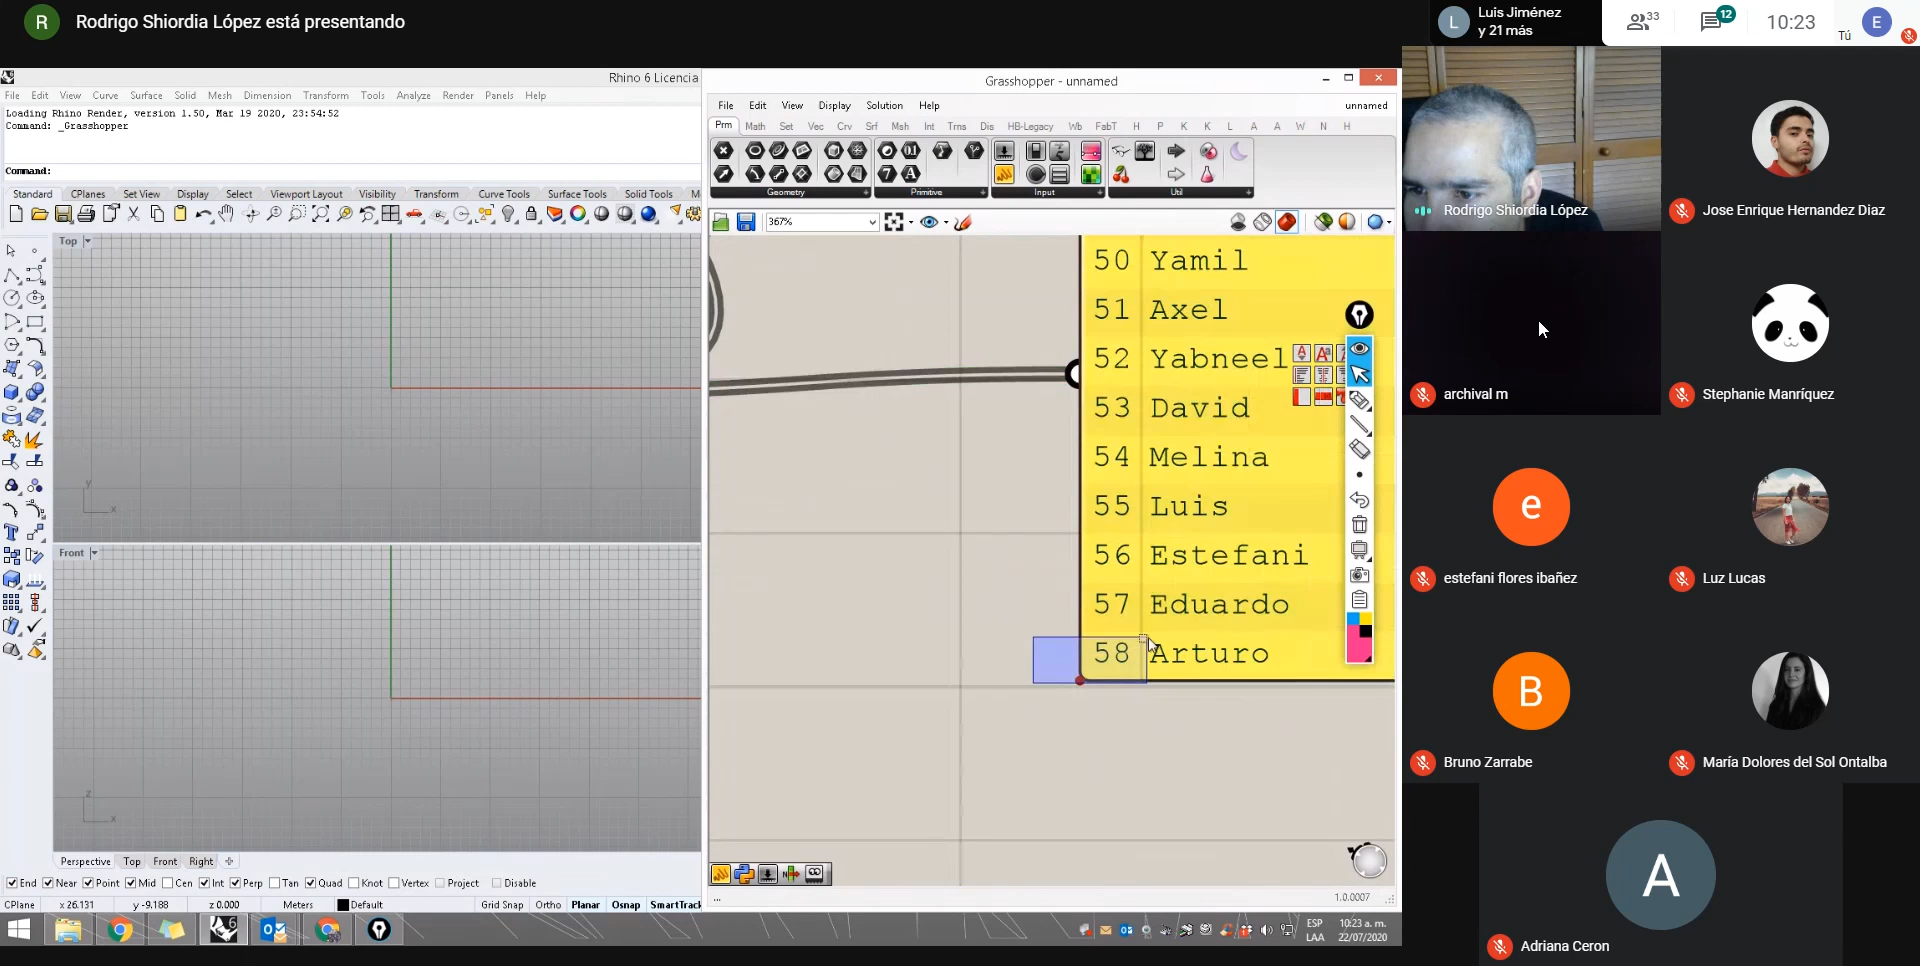 R Rodrigo Shiordia López está presentando
L Luis Jiménez
y 21 más
33
12
10:23
Tú
E
Rhino 6 Licencia
File Edit View Curve Surface Solid Mesh Dimension Transform Tools Analyze Render Panels Help
Loading Rhino Render, version 1.50, Mar 19 2020, 23:54:52
Command: _Grasshopper
Command:
Standard CPlanes Set View Display Select Viewport Layout Visibility Transform Curve Tools Surface Tools Solid Tools M
Top
y
x
Front
z
x
Perspective Top Front Right
End Near Point Mid Cen Int Perp Tan Quad Knot Vertex Project Disable
CPlane x 26.131 y -9.188 z 0.000 Meters Default Grid Snap Ortho Planar Osnap SmartTrack
Grasshopper - unnamed
File Edit View Display Solution Help unnamed
Prm Math Set Vec Crv Srf Msh Int Trns Dis HB-Legacy Wb FabT H P K K L A A W N H
Geometry Primitive Input Util
367%
50 Yamil
51 Axel
52 Yabneel
53 David
54 Melina
55 Luis
56 Estefani
57 Eduardo
58 Arturo
...
1.0.0007
ESP
LAA
10:23 a. m.
22/07/2020
Rodrigo Shiordia López
Jose Enrique Hernandez Diaz
archival m
Stephanie Manríquez
e
estefani flores ibañez
Luz Lucas
B
Bruno Zarrabe
María Dolores del Sol Ontalba
A
Adriana Ceron